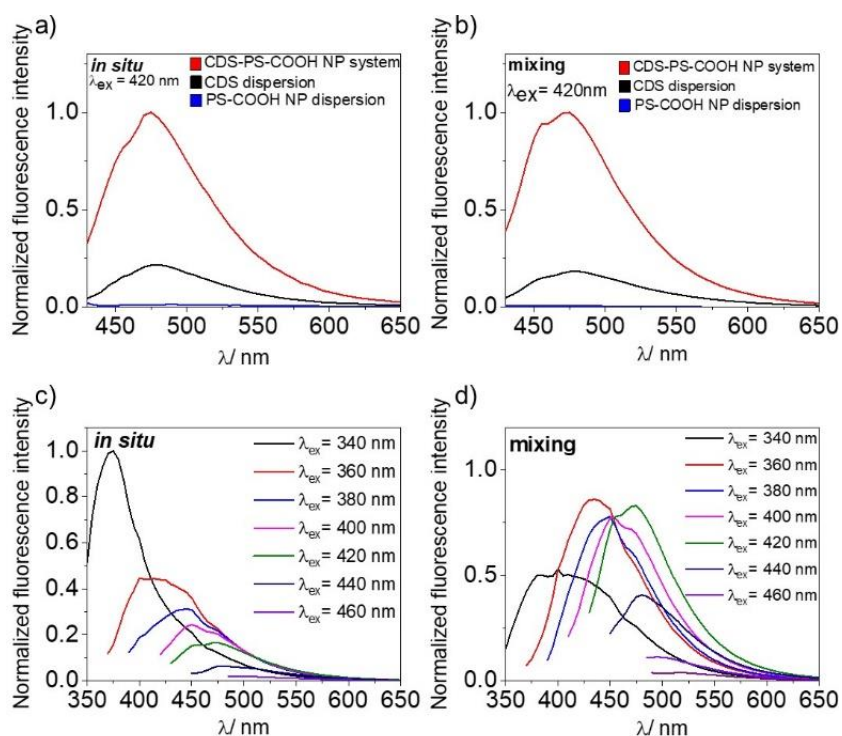 a)
in situ
λex = 420 nm
CDS-PS-COOH NP system
CDS dispersion
PS-COOH NP dispersion
Normalized fluorescence intensity
1.0
0.5
0.0
450 500 550 600 650
λ/ nm
b)
mixing
λex = 420nm
CDS-PS-COOH NP system
CDS dispersion
PS-COOH NP dispersion
Normalized fluorescence intensity
1.0
0.5
0.0
450 500 550 600 650
λ/ nm
c)
in situ
λex= 340 nm
λex= 360 nm
λex= 380 nm
λex= 400 nm
λex= 420 nm
λex= 440 nm
λex= 460 nm
Normalized fluorescence intensity
1.0
0.8
0.6
0.4
0.2
0.0
350 400 450 500 550 600 650
λ/ nm
d)
mixing
λex= 340 nm
λex= 360 nm
λex= 380 nm
λex= 400 nm
λex= 420 nm
λex= 440 nm
λex= 460 nm
Normalized fluorescence intensity
1.0
0.5
0.0
350 400 450 500 550 600 650
λ/ nm